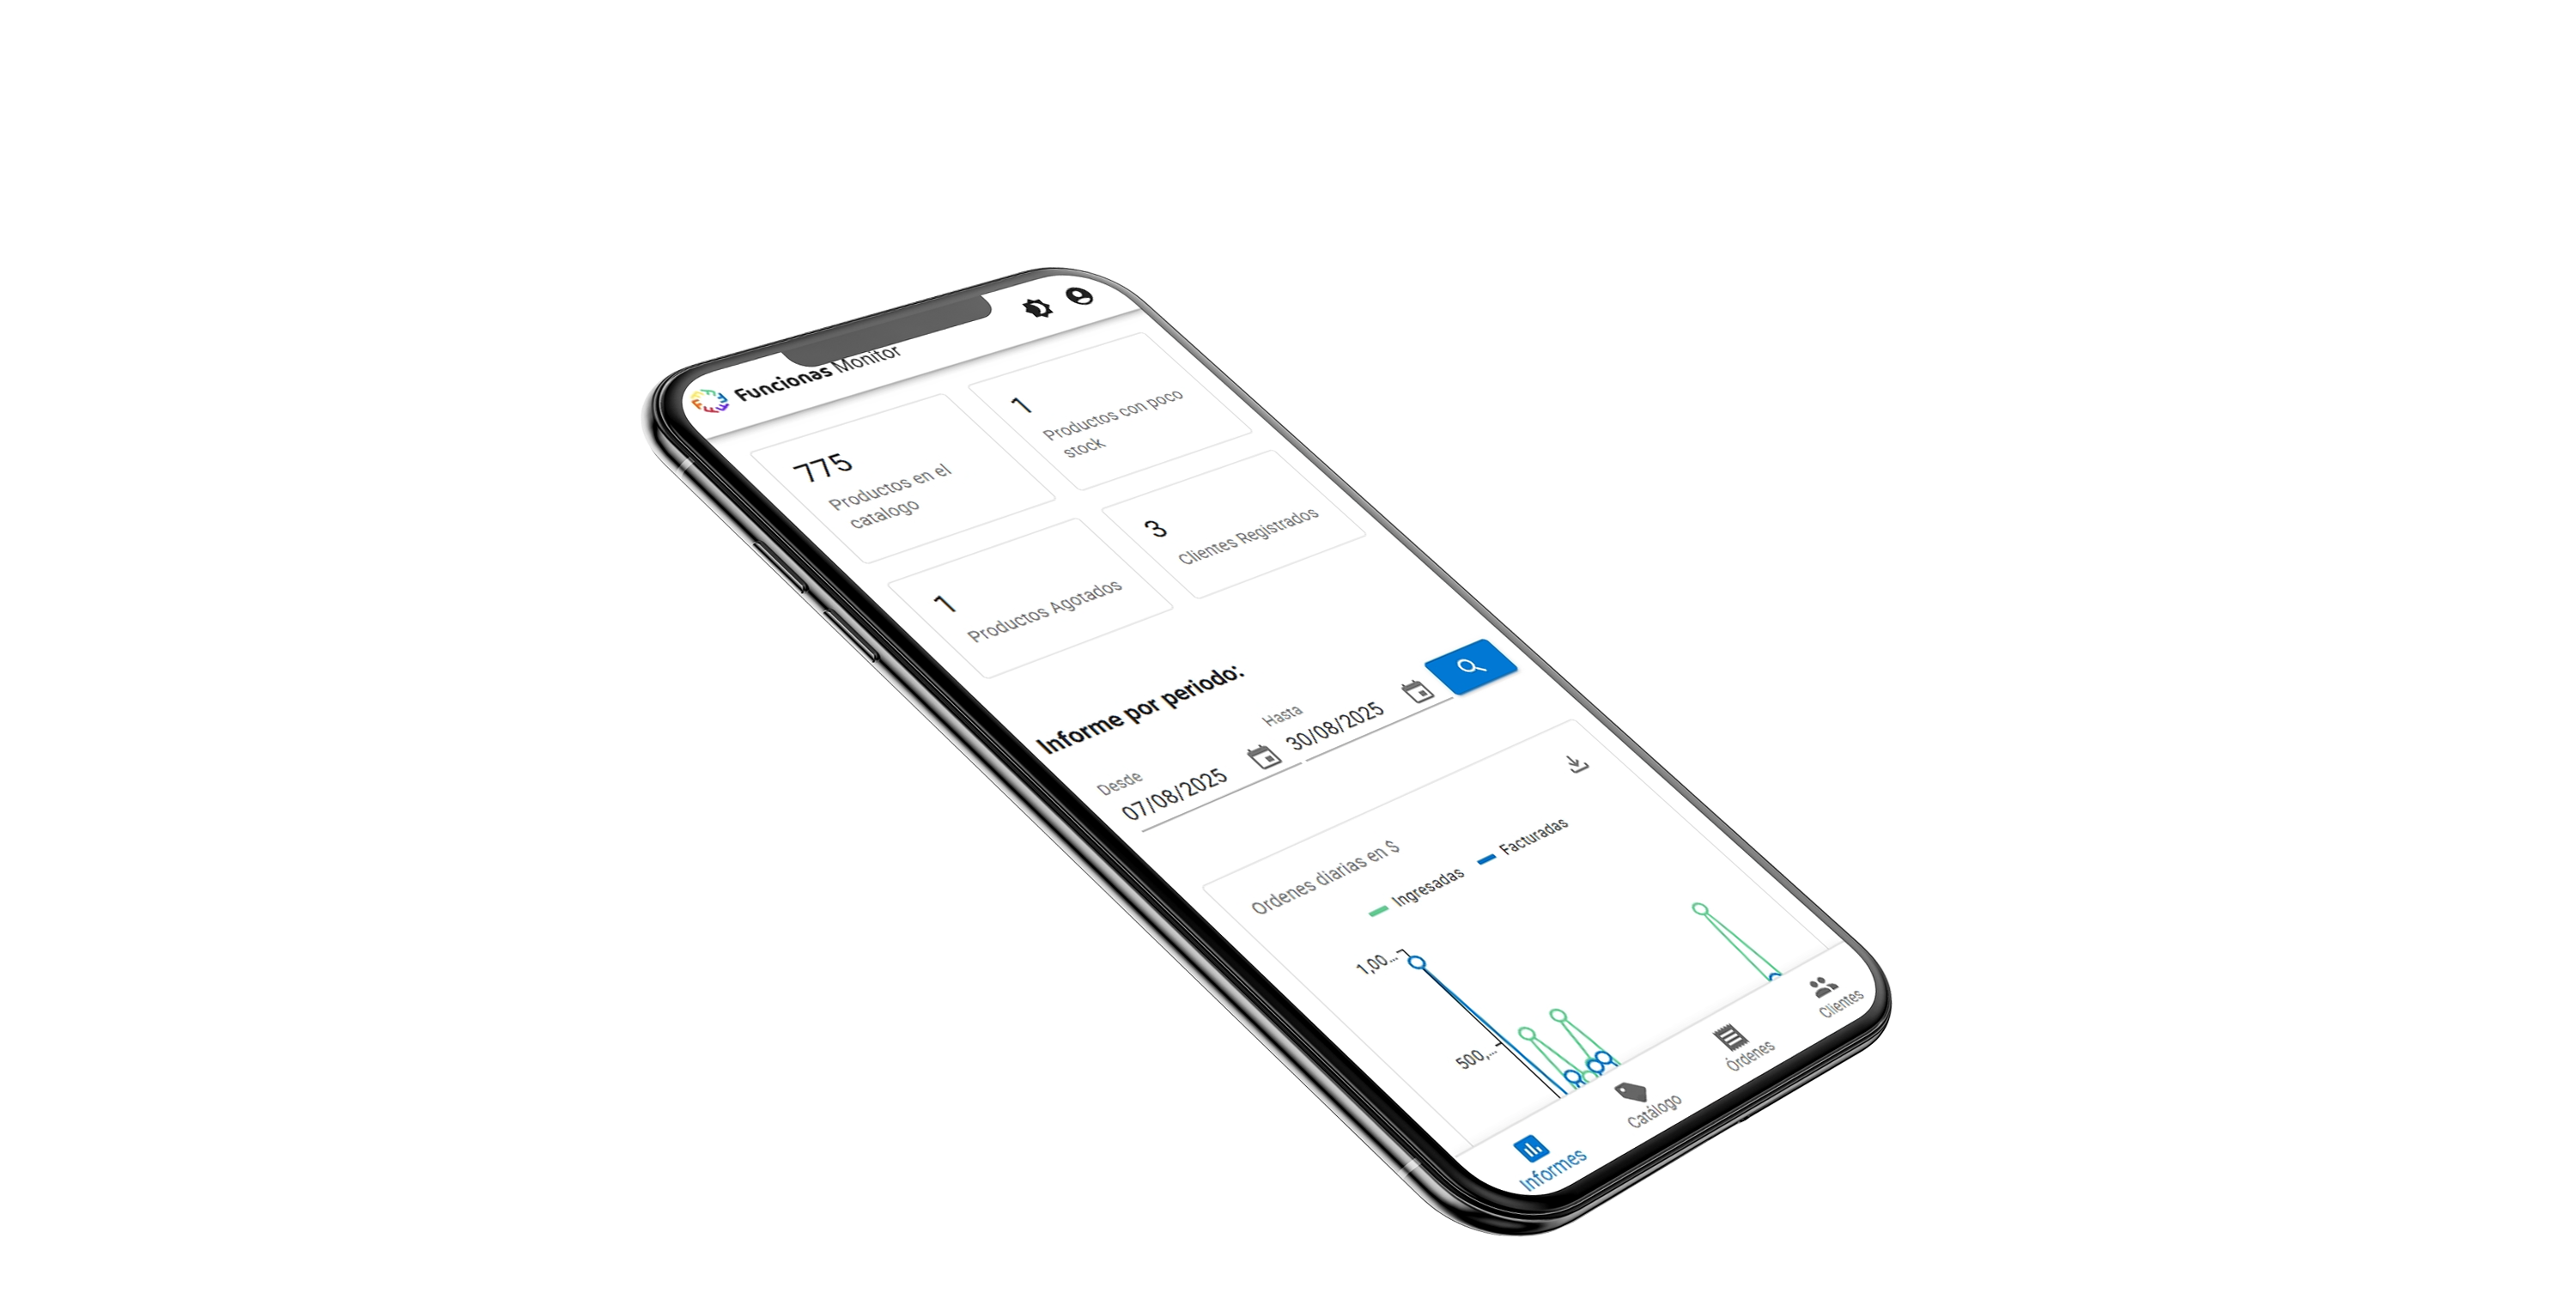 Funcionas Monitor
775
Productos en el
catalogo
1
Productos con poco
stock
1
Productos Agotados
3
Clientes Registrados
Informe por periodo:
Desde
07/08/2025
Hasta
30/08/2025
Ordenes diarias en $
Ingresadas
Facturadas
1,00...
500,...
Informes
Catálogo
Órdenes
Clientes